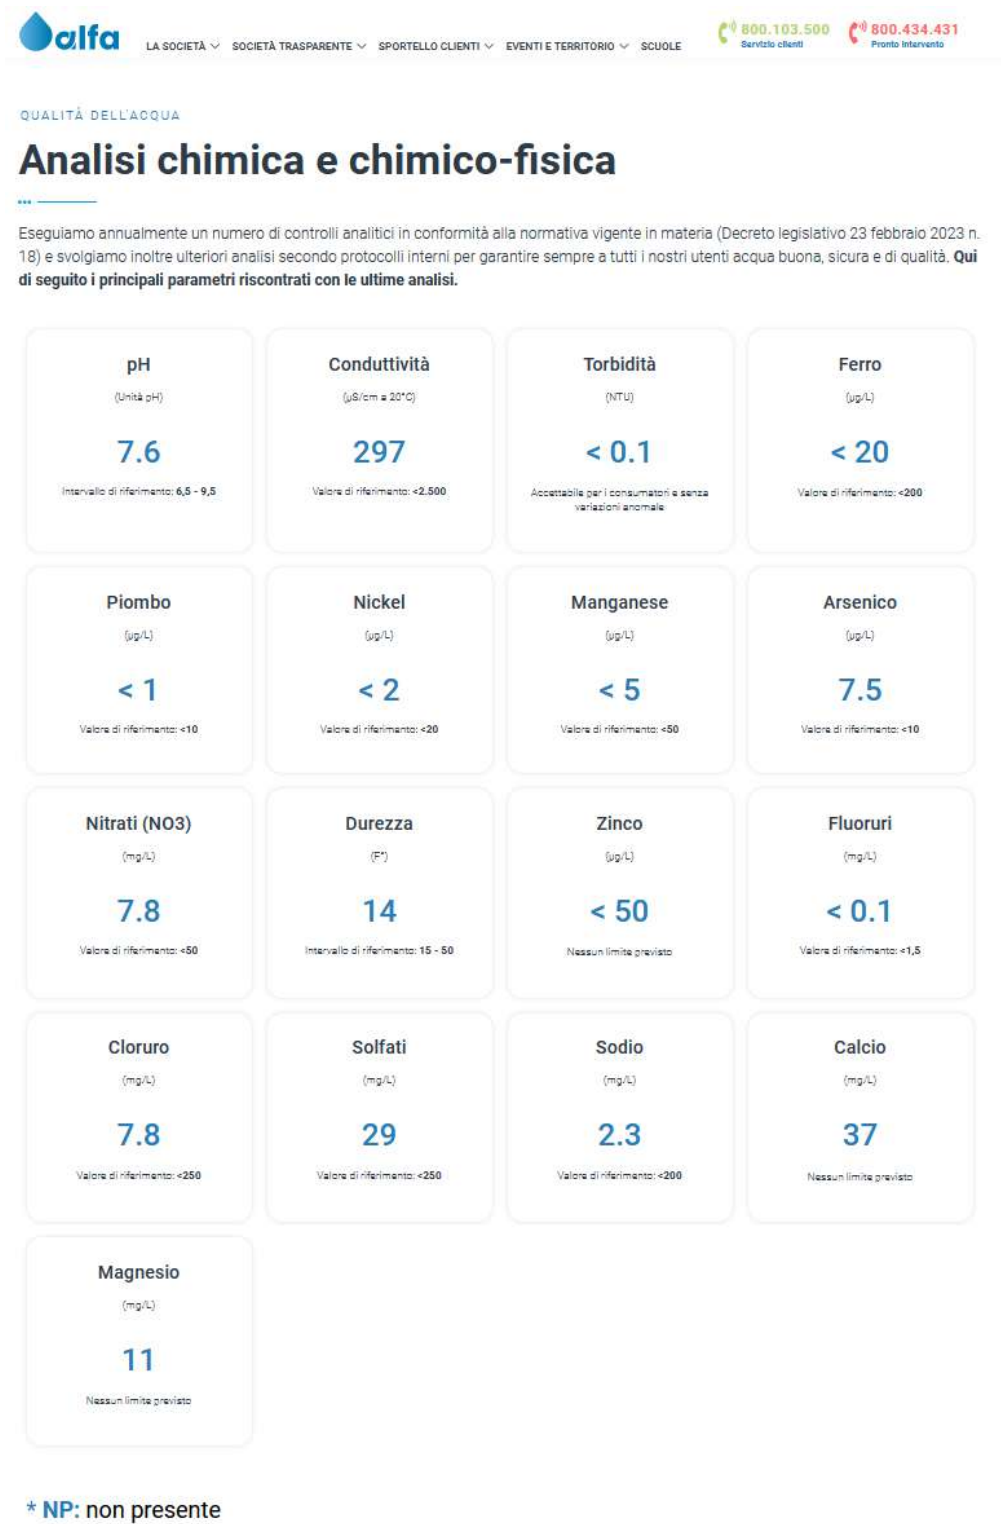 alfa
LA SOCIETÀ SOCIETÀ TRASPARENTE SPORTELLO CLIENTI EVENTI E TERRITORIO SCUOLE
800.103.500
Servizio clienti
800.434.431
Pronto Intervento
QUALITÀ DELL'ACQUA
Analisi chimica e chimico-fisica
Eseguiamo annualmente un numero di controlli analitici in conformità alla normativa vigente in materia (Decreto legislativo 23 febbraio 2023 n.
18) e svolgiamo inoltre ulteriori analisi secondo protocolli interni per garantire sempre a tutti i nostri utenti acqua buona, sicura e di qualità. Qui
di seguito i principali parametri riscontrati con le ultime analisi.
pH
(Unità pH)
7.6
Intervallo di riferimento: 6,5 - 9,5
Conduttività
(µS/cm a 20°C)
297
Valore di riferimento: <2.500
Torbidità
(NTU)
< 0.1
Accettabile per i consumatori e senza
variazioni anomale
Ferro
(µg/L)
< 20
Valore di riferimento: <200
Piombo
(µg/L)
< 1
Valore di riferimento: <10
Nickel
(µg/L)
< 2
Valore di riferimento: <20
Manganese
(µg/L)
< 5
Valore di riferimento: <50
Arsenico
(µg/L)
7.5
Valore di riferimento: <10
Nitrati (NO3)
(mg/L)
7.8
Valore di riferimento: <50
Durezza
(F°)
14
Intervallo di riferimento: 15 - 50
Zinco
(µg/L)
< 50
Nessun limite previsto
Fluoruri
(mg/L)
< 0.1
Valore di riferimento: <1,5
Cloruro
(mg/L)
7.8
Valore di riferimento: <250
Solfati
(mg/L)
29
Valore di riferimento: <250
Sodio
(mg/L)
2.3
Valore di riferimento: <200
Calcio
(mg/L)
37
Nessun limite previsto
Magnesio
(mg/L)
11
Nessun limite previsto
* NP: non presente